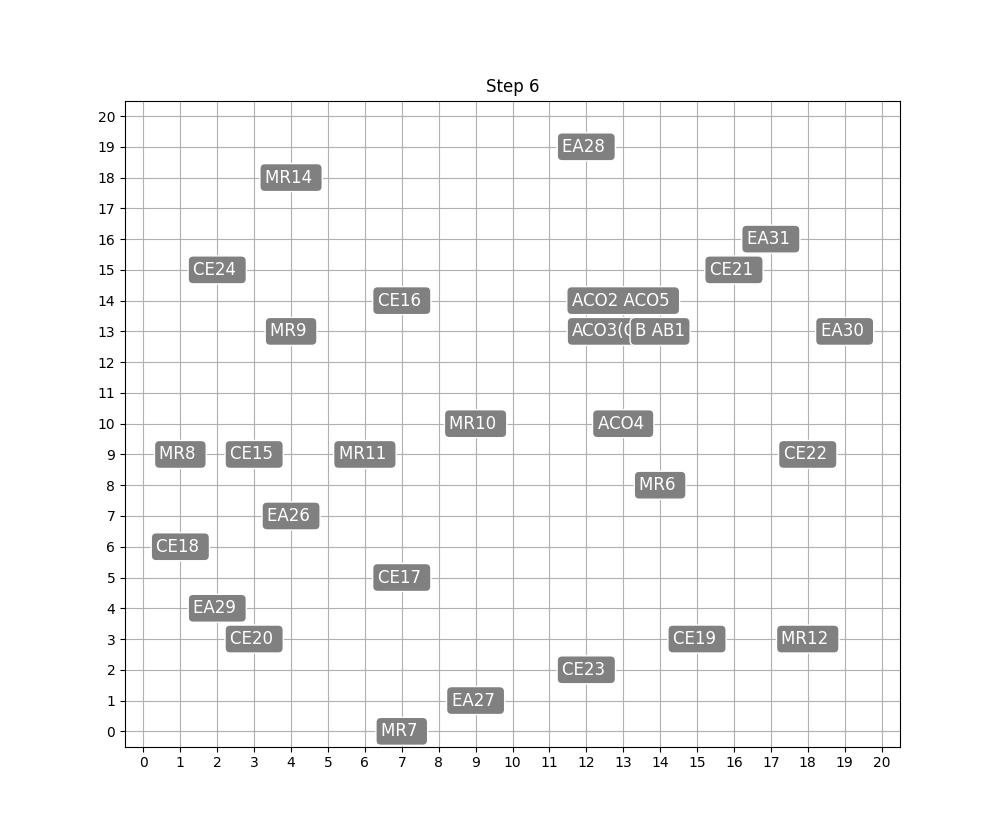 Step 6
20
19
18
17
16
15
14
13
12
11
10
9
8
7
6
5
4
3
2
1
0
EA28
MR14
EA31
CE24
CE21
CE16
ACO2 ACO5
MR9
ACO3(
B AB1
EA30
MR10
ACO4
MR8
CE15
MR11
CE22
MR6
EA26
CE18
CE17
EA29
CE20
CE19
MR12
CE23
EA27
MR7
0 1 2 3 4 5 6 7 8 9 10 11 12 13 14 15 16 17 18 19 20